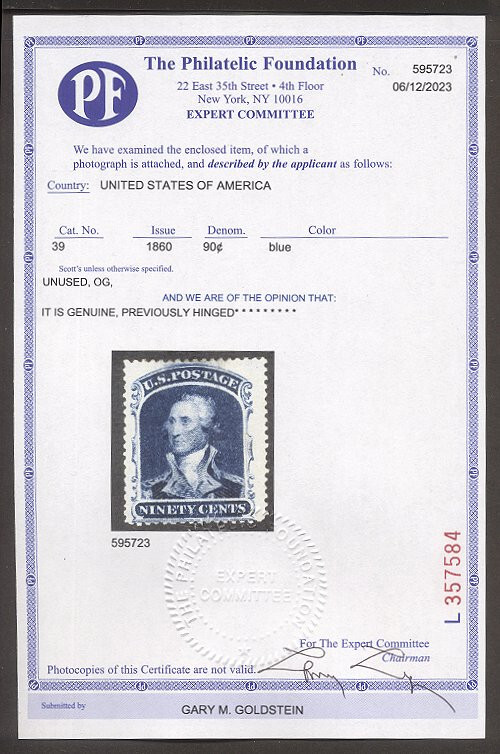 PF
The Philatelic Foundation
22 East 35th Street • 4th Floor
New York, NY 10016
EXPERT COMMITTEE
No. 595723
06/12/2023
We have examined the enclosed item, of which a
photograph is attached, and described by the applicant as follows:
Country: UNITED STATES OF AMERICA
Cat. No. Issue Denom. Color
39 1860 90¢ blue
Scott's unless otherwise specified.
UNUSED, OG,
AND WE ARE OF THE OPINION THAT:
IT IS GENUINE, PREVIOUSLY HINGED*********
U.S. POSTAGE
NINETY CENTS
595723
THE PHILATELIC FOUNDATION
EXPERT
COMMITTEE
L 357584
For The Expert Committee
Chairman
Photocopies of this Certificate are not valid.
Submitted by
GARY M. GOLDSTEIN